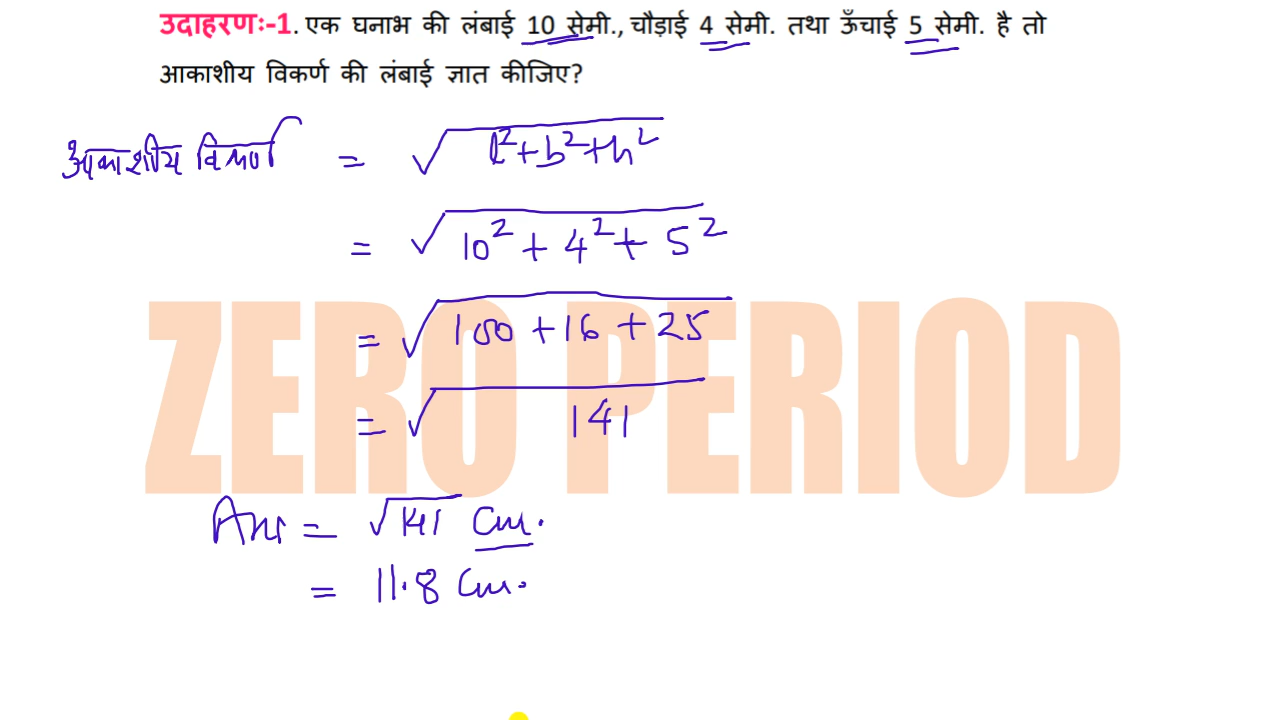 उदाहरणः-1. एक घनाभ की लंबाई 10 सेमी., चौड़ाई 4 सेमी. तथा ऊँचाई 5 सेमी. है तो
आकाशीय विकर्ण की लंबाई ज्ञात कीजिए?
आकाशीय विकर्ण = √l²+b²+h²
= √10² + 4² + 5²
= √100 + 16 + 25
= √141
ZERO PERIOD
Ans = √141 cm.
= 11.8 cm.